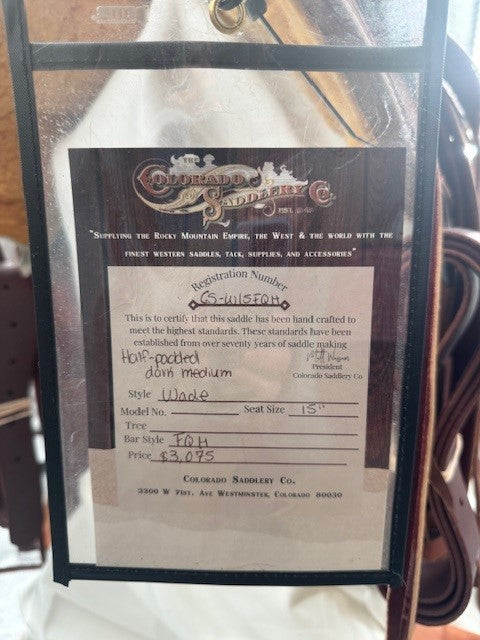 THE
COLORADO
SADDLERY CO.
"SUPPLYING THE ROCKY MOUNTAIN EMPIRE, THE WEST & THE WORLD WITH THE
FINEST WESTERN SADDLES, TACK, SUPPLIES, AND ACCESSORIES"
Registration Number
CS-W15FQH
This is to certify that this saddle has been hand crafted to
meet the highest standards. These standards have been
established from over seventy years of saddle making
Half-padded
dark medium
President
Colorado Saddlery Co
Style Wade
Model No. Seat Size 15"
Tree
Bar Style FQH
Price $3,075
COLORADO SADDLERY CO.
3300 W 71ST. AVE WESTMINSTER, COLORADO 80030